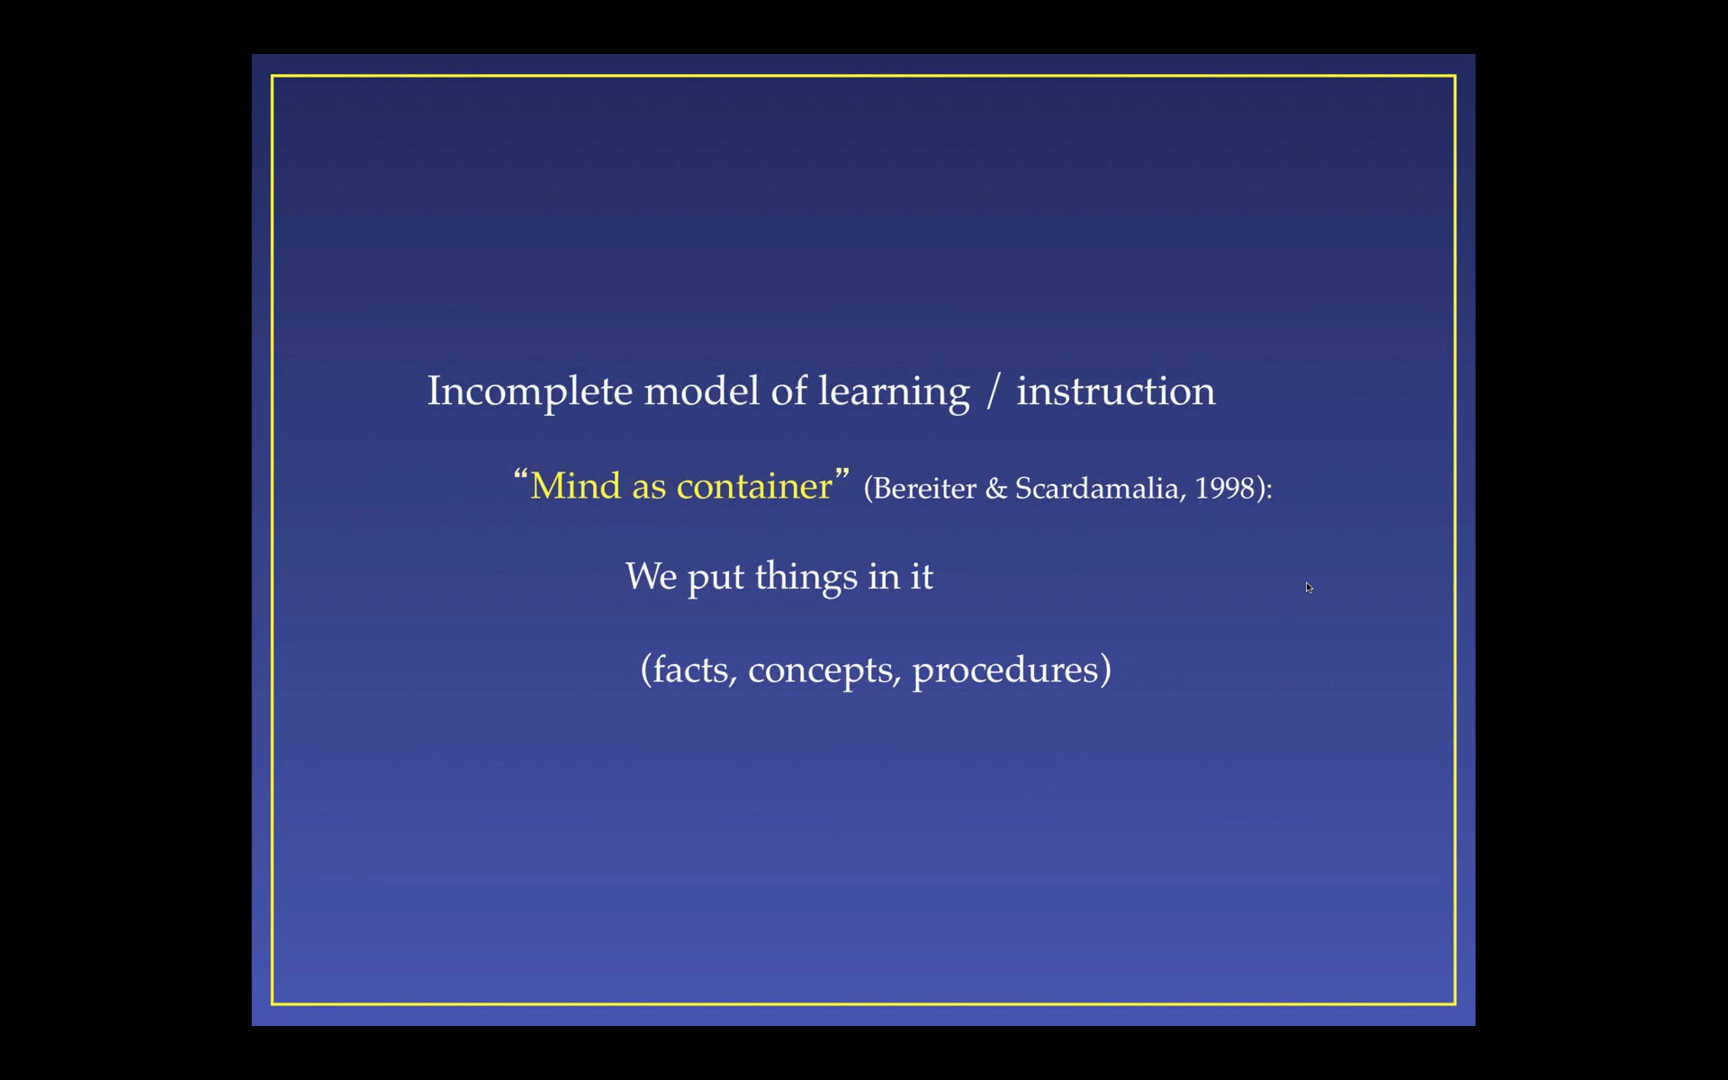 Incomplete model of learning / instruction
“Mind as container” (Bereiter & Scardamalia, 1998):
We put things in it
(facts, concepts, procedures)